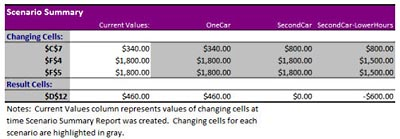 Scenario Summary
Current Values: OneCar SecondCar SecondCar-LowerHours
Changing Cells:
$C$7 $340.00 $340.00 $800.00 $800.00
$F$4 $1,800.00 $1,800.00 $1,800.00 $1,500.00
$F$5 $1,800.00 $1,800.00 $1,800.00 $1,500.00
Result Cells:
$D$12 $460.00 $460.00 $0.00 -$600.00
Notes: Current Values column represents values of changing cells at
time Scenario Summary Report was created. Changing cells for each
scenario are highlighted in gray.